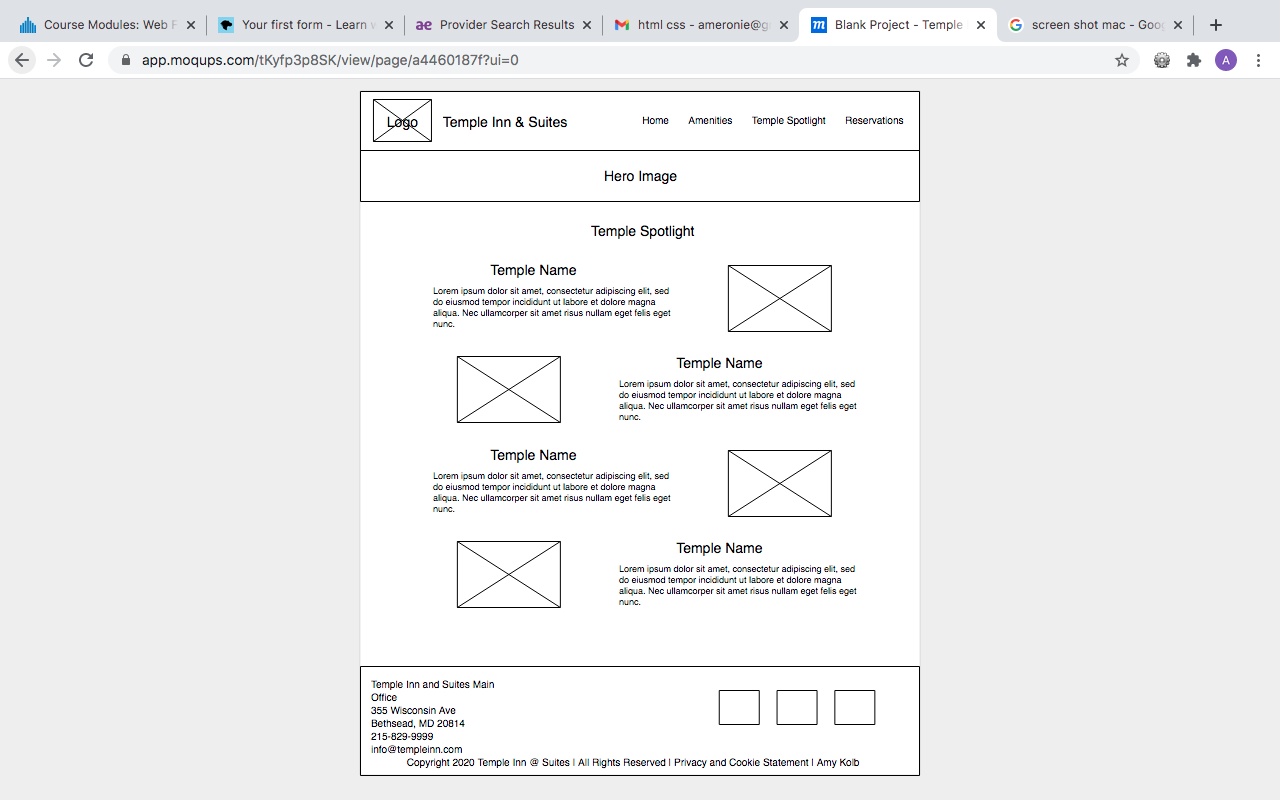 Course Modules: Web F
Your first form - Learn w
Provider Search Results
html css - ameronie@g
Blank Project - Temple
screen shot mac - Goo
app.moqups.com/tKyfp3p8SK/view/page/a4460187f?ui=0
A
Logo
Temple Inn & Suites
Home
Amenities
Temple Spotlight
Reservations
Hero Image
Temple Spotlight
Temple Name
Lorem ipsum dolor sit amet, consectetur adipiscing elit, sed
do eiusmod tempor incididunt ut labore et dolore magna
aliqua. Nec ullamcorper sit amet risus nullam eget felis eget
nunc.
Temple Name
Lorem ipsum dolor sit amet, consectetur adipiscing elit, sed
do eiusmod tempor incididunt ut labore et dolore magna
aliqua. Nec ullamcorper sit amet risus nullam eget felis eget
nunc.
Temple Name
Lorem ipsum dolor sit amet, consectetur adipiscing elit, sed
do eiusmod tempor incididunt ut labore et dolore magna
aliqua. Nec ullamcorper sit amet risus nullam eget felis eget
nunc.
Temple Name
Lorem ipsum dolor sit amet, consectetur adipiscing elit, sed
do eiusmod tempor incididunt ut labore et dolore magna
aliqua. Nec ullamcorper sit amet risus nullam eget felis eget
nunc.
Temple Inn and Suites Main
Office
355 Wisconsin Ave
Bethsead, MD 20814
215-829-9999
info@templeinn.com
Copyright 2020 Temple Inn @ Suites | All Rights Reserved | Privacy and Cookie Statement | Amy Kolb